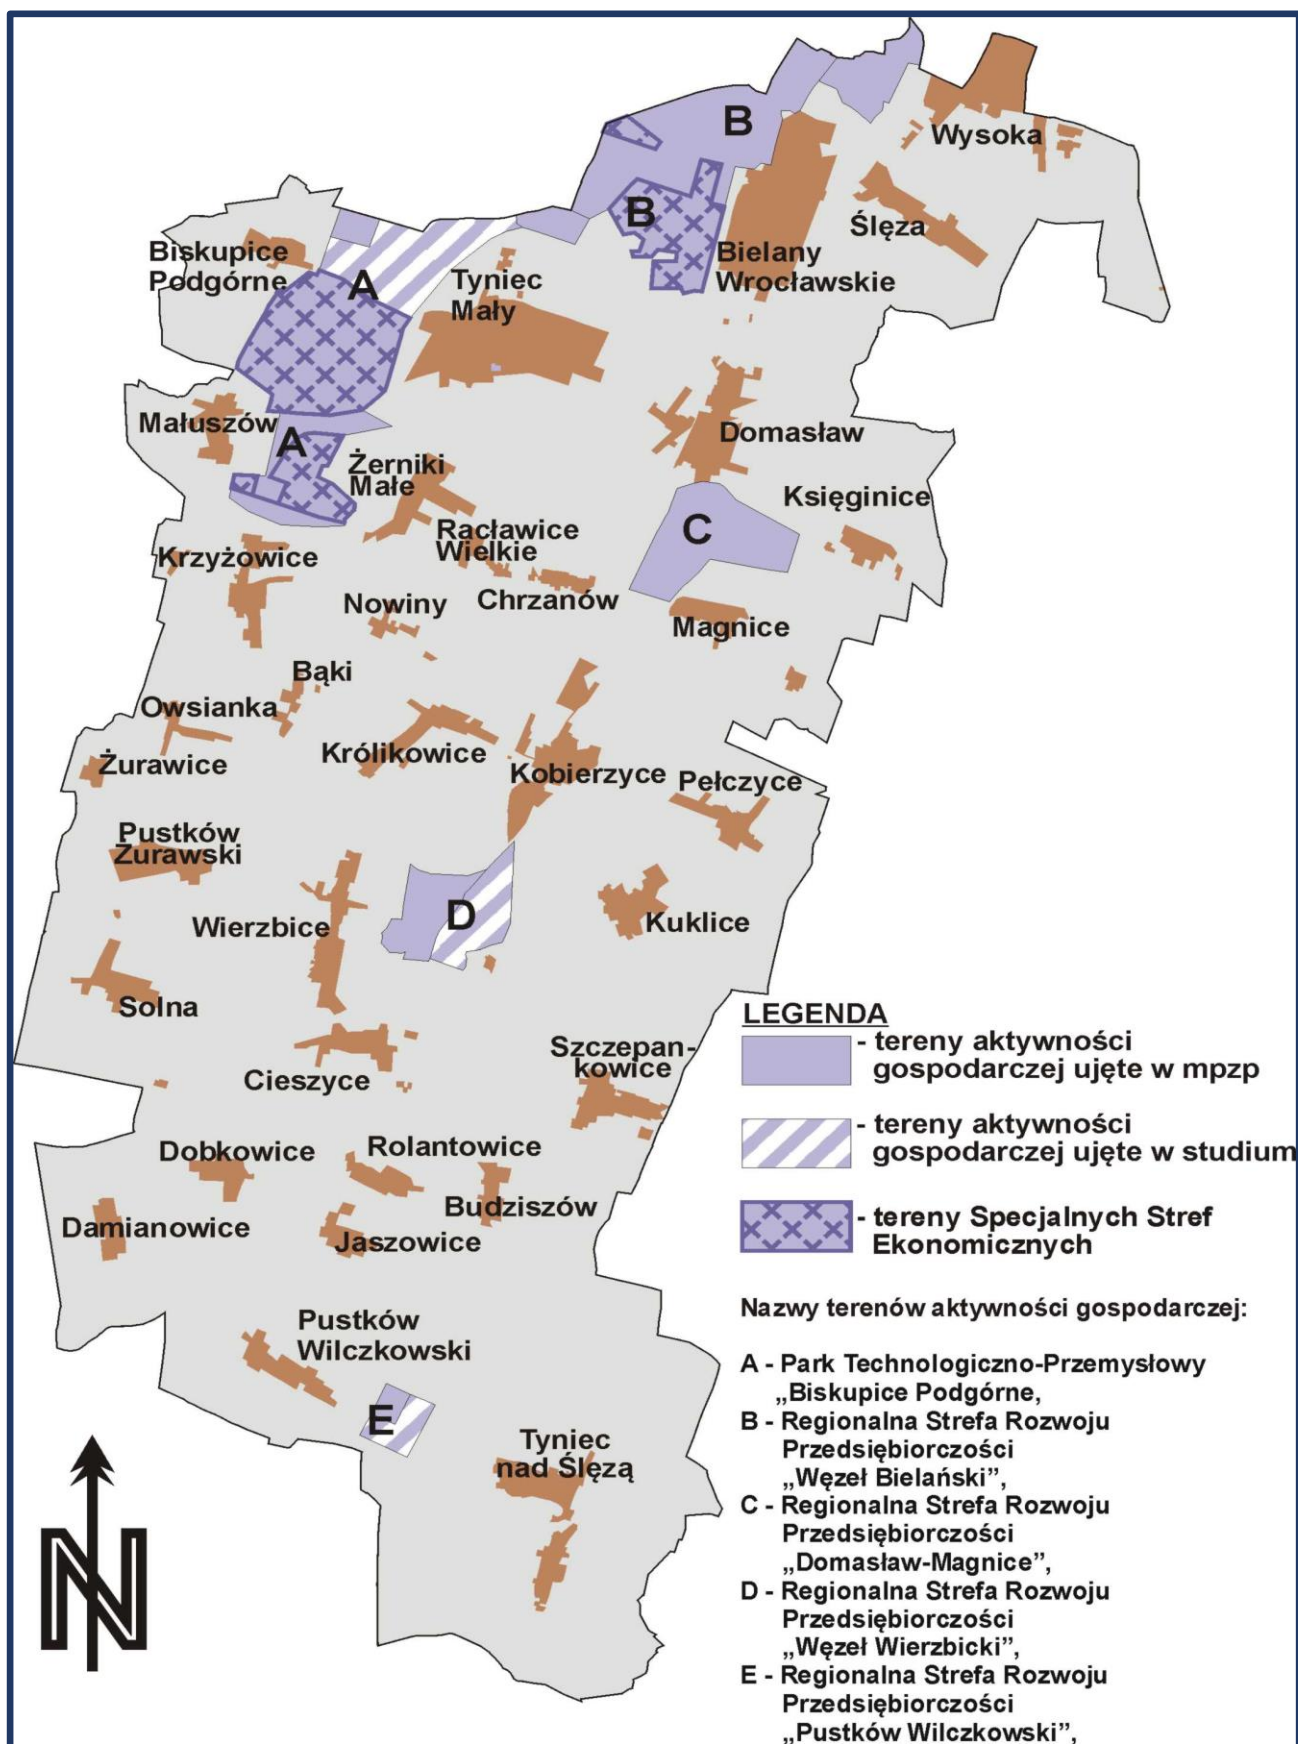 B
Wysoka
B
Ślęza
Biskupice
Podgórne
Bielany
Wrocławskie
A
Tyniec
Mały
Małuszów
A
Domasław
Żerniki
Małe
Księginice
C
Racławice
Wielkie
Krzyżowice
Nowiny
Chrzanów
Magnice
Bąki
Owsianka
Królikowice
Żurawice
Kobierzyce
Pełczyce
Pustków
Żurawski
Wierzbice
D
Kuklice
Solna
Cieszyce
Szczepan-
kowice
Dobkowice
Rolantowice
Budziszów
Damianowice
Jaszowice
Pustków
Wilczkowski
E
Tyniec
nad Ślęzą
N
LEGENDA
- tereny aktywności
gospodarczej ujęte w mpzp
- tereny aktywności
gospodarczej ujęte w studium
- tereny Specjalnych Stref
Ekonomicznych
Nazwy terenów aktywności gospodarczej:
A - Park Technologiczno-Przemysłowy
„Biskupice Podgórne,
B - Regionalna Strefa Rozwoju
Przedsiębiorczości
„Węzeł Bielański”,
C - Regionalna Strefa Rozwoju
Przedsiębiorczości
„Domasław-Magnice”,
D - Regionalna Strefa Rozwoju
Przedsiębiorczości
„Węzeł Wierzbicki”,
E - Regionalna Strefa Rozwoju
Przedsiębiorczości
„Pustków Wilczkowski”,